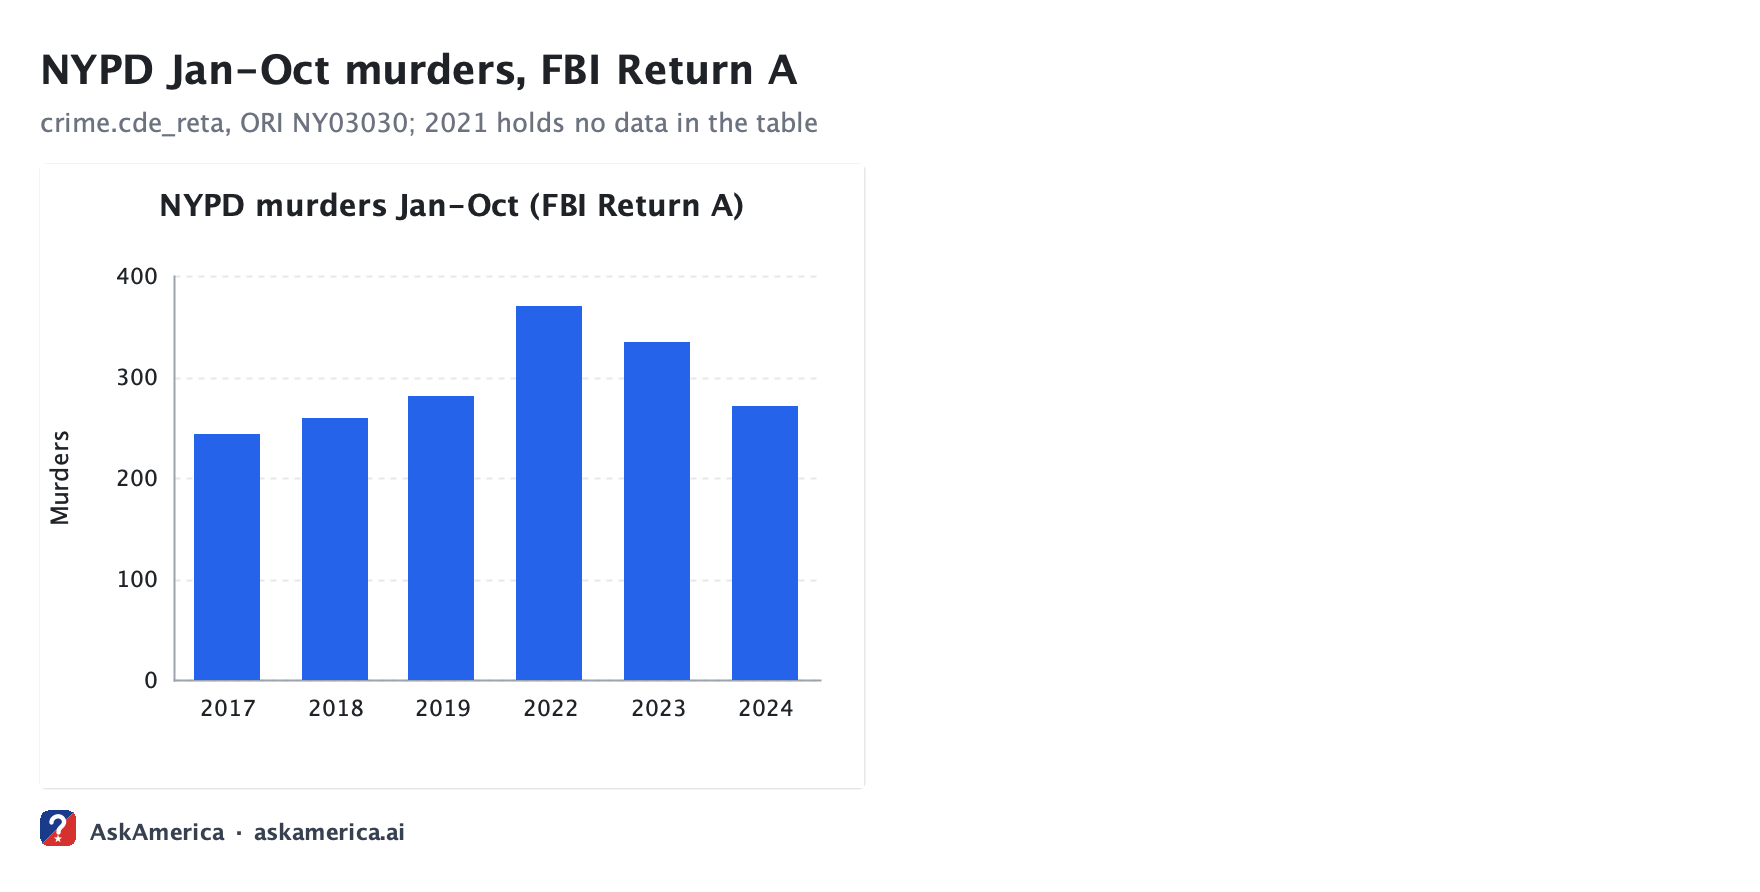 NYPD Jan–Oct murders, FBI Return A
crime.cde_reta, ORI NY03030; 2021 holds no data in the table
NYPD murders Jan–Oct (FBI Return A)
400
300
200
100
0
Murders
2017 2018 2019 2022 2023 2024
AskAmerica · askamerica.ai